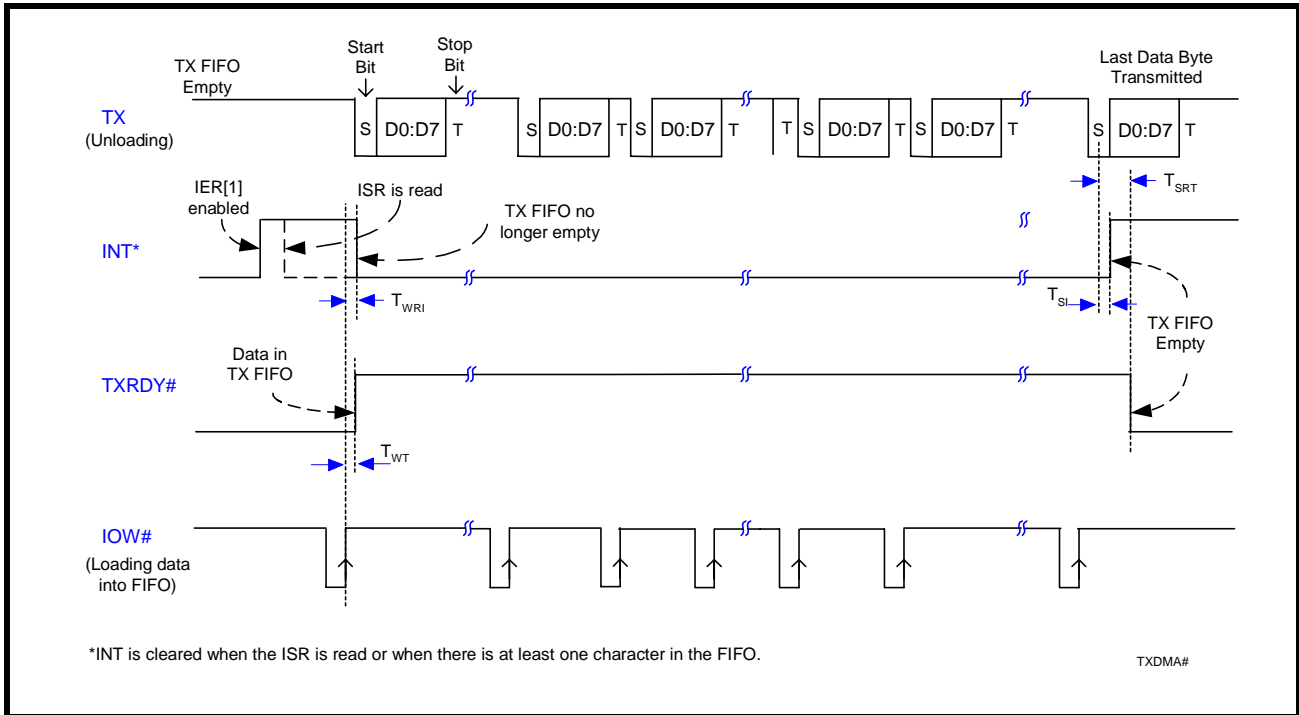 TX FIFO
Empty
Start
Bit
Stop
Bit
Last Data Byte
Transmitted
TX
(Unloading)
S D0:D7 T S D0:D7 T S D0:D7 T T S D0:D7 T S D0:D7 T S D0:D7 T
TSRT
IER[1]
enabled
ISR is read
TX FIFO no
longer empty
INT*
TWRI
TSI
TX FIFO
Empty
Data in
TX FIFO
TXRDY#
TWT
IOW#
(Loading data
into FIFO)
*INT is cleared when the ISR is read or when there is at least one character in the FIFO.
TXDMA#